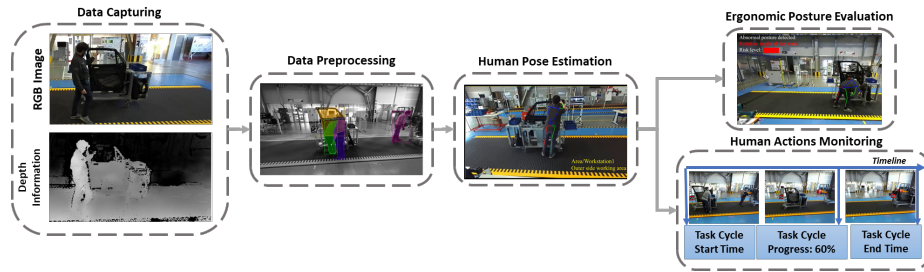 Data Capturing
RGB Image
Depth
Information
Data Preprocessing
Human Pose Estimation
Area/Workstation1
Outer side working area
Ergonomic Posture Evaluation
Abnormal posture detected
Risk level:
Human Actions Monitoring
Timeline
Task Cycle
Start Time
Task Cycle
Progress: 60%
Task Cycle
End Time